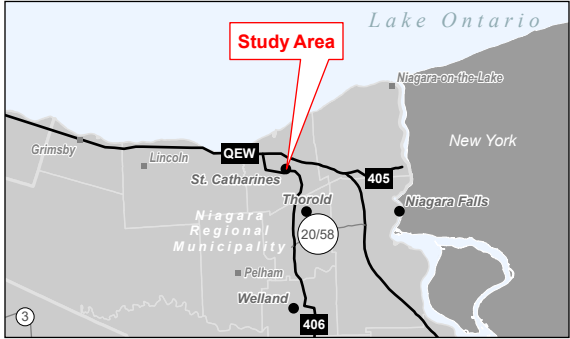 Lake Ontario
Study Area
Niagara-on-the-Lake
New York
Grimsby
Lincoln
QEW
St. Catharines
405
Thorold
Niagara Falls
Niagara
Regional
Municipality
20/58
Pelham
Welland
3
406